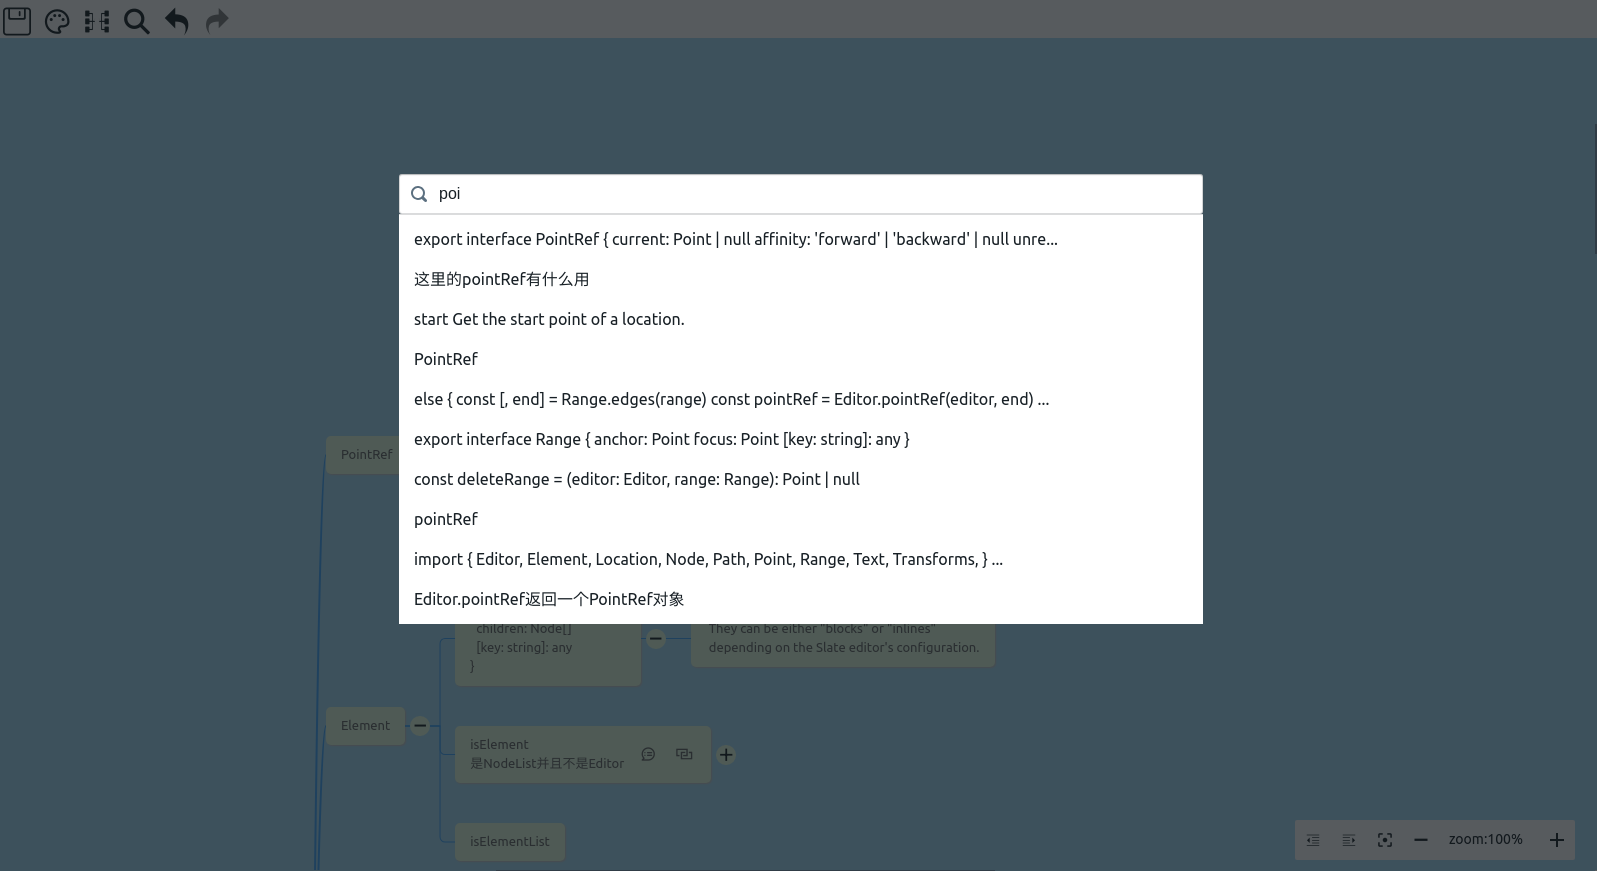 poi
export interface PointRef { current: Point | null affinity: 'forward' | 'backward' | null unre...
这里的pointRef有什么用
start Get the start point of a location.
PointRef
else { const [, end] = Range.edges(range) const pointRef = Editor.pointRef(editor, end) ...
export interface Range { anchor: Point focus: Point [key: string]: any }
const deleteRange = (editor: Editor, range: Range): Point | null
pointRef
import { Editor, Element, Location, Node, Path, Point, Range, Text, Transforms, } ...
Editor.pointRef返回一个PointRef对象
PointRef
children: Node[]
[key: string]: any
}
They can be either "blocks" or "inlines"
depending on the Slate editor's configuration.
Element
isElement
是NodeList并且不是Editor
isElementList
zoom:100%